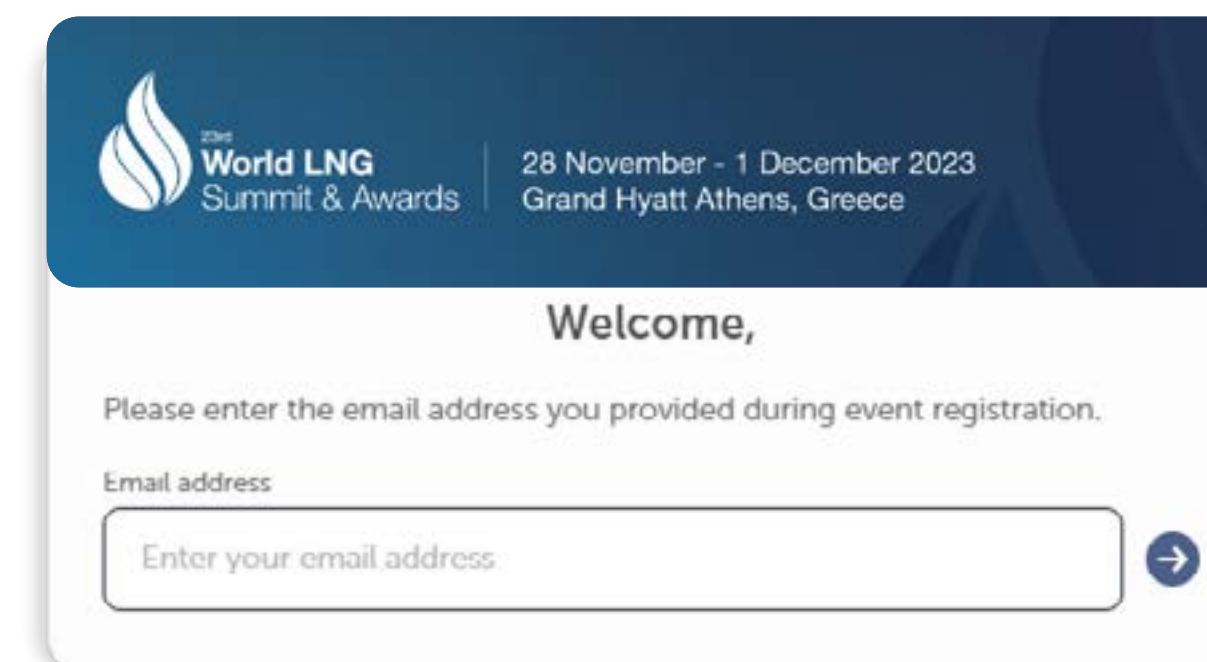 23rd
World LNG
Summit & Awards
28 November - 1 December 2023
Grand Hyatt Athens, Greece
Welcome,
Please enter the email address you provided during event registration.
Email address
Enter your email address